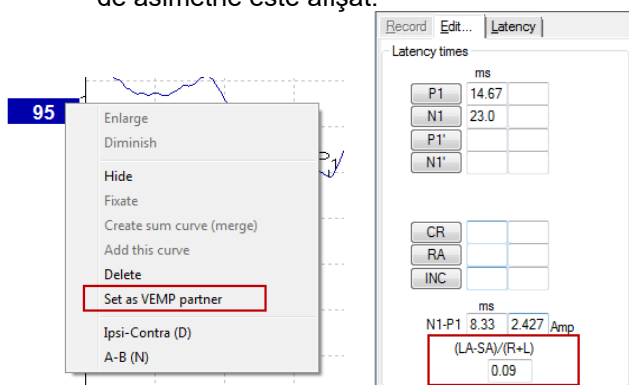 de asimetrie este afișat.
95
P1
Enlarge
Diminish
Hide
Fixate
Create sum curve (merge)
Add this curve
Delete
Set as VEMP partner
Ipsi-Contra (D)
A-B (N)
Record Edit... Latency
Latency times
ms
P1 14.67
N1 23.0
P1'
N1'
CR
RA
INC
ms
N1-P1 8.33 2.427 Amp
(LA-SA)/(R+L)
0.09